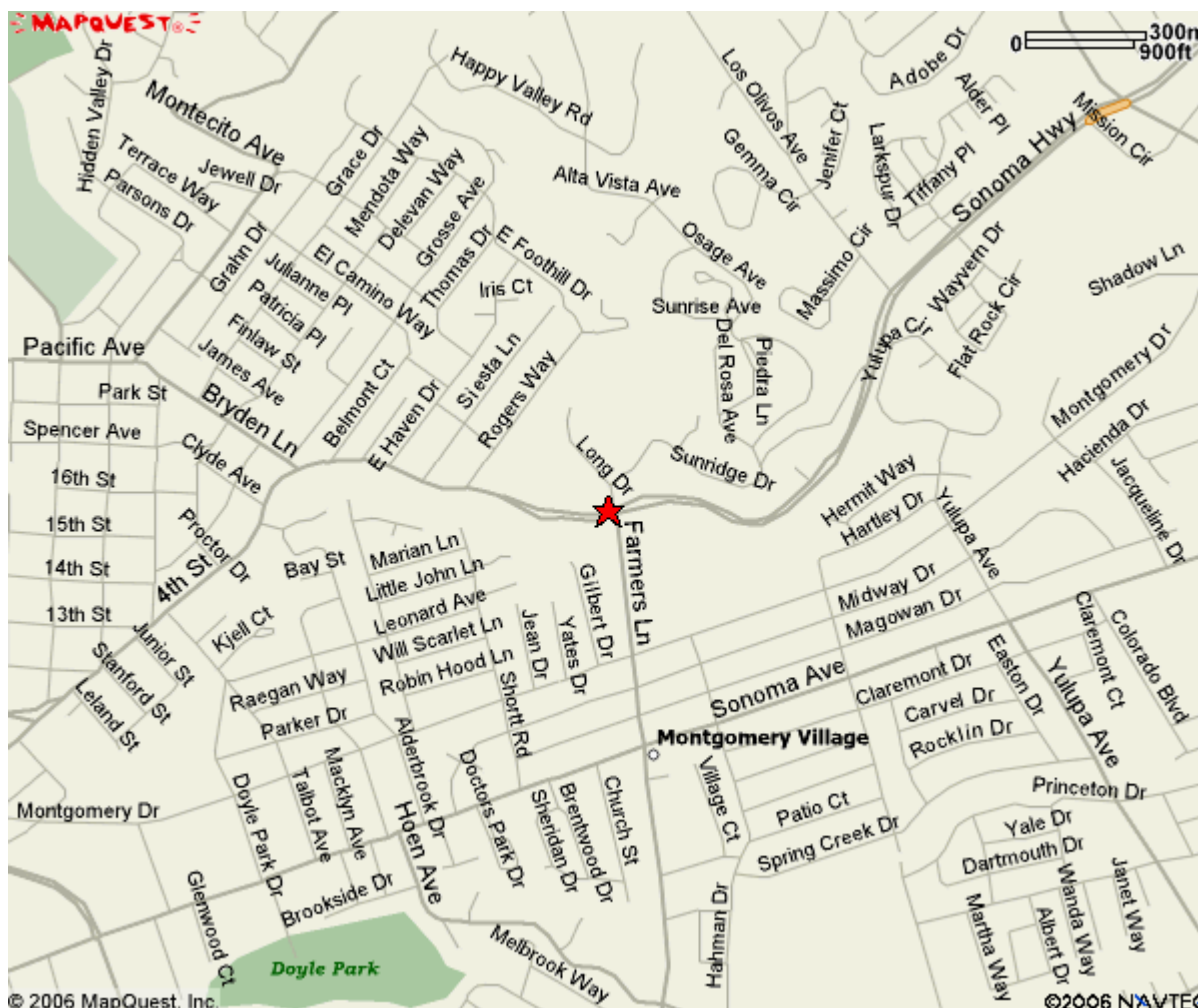 MAPQUEST
300m
0
900ft
Hidden Valley Dr
Montecito Ave
Happy Valley Rd
Los Olivos Ave
Adobe Dr
Alder Pl
Mission Cir
Terrace Way
Jewell Dr
Parsons Dr
Grace Dr
Mendota Way
Delevan Way
Grosse Ave
Alta Vista Ave
Gemma Cir
Jenifer Ct
Larkspur Dr
Tiffany Pl
Sonoma Hwy
Grahn Dr
El Camino Way
Thomas Dr
E Foothill Dr
Osage Ave
Massimo Cir
Wayvern Dr
Shadow Ln
Julianne Pl
Iris Ct
Sunrise Ave
Flat Rock Cir
Patricia Pl
Finlaw St
Pacific Ave
James Ave
Siesta Ln
Rogers Way
Del Rosa Ave
Piedra Ln
Yulupa Cir
Montgomery Dr
Park St
Bryden Ln
Belmont Ct
E Haven Dr
Spencer Ave
Clyde Ave
Long Dr
Sunridge Dr
Hacienda Dr
16th St
Hermit Way
Hartley Dr
Jacqueline Dr
15th St
Proctor Dr
Farmers Ln
Yulupa Ave
14th St
4th St
Bay St
Marian Ln
Little John Ln
Gilbert Dr
Midway Dr
13th St
Junior St
Kjell Ct
Leonard Ave
Will Scarlet Ln
Jean Dr
Yates Dr
Magowan Dr
Claremont Ct
Colorado Blvd
Stanford St
Leland St
Raegan Way
Robin Hood Ln
Shortt Rd
Sonoma Ave
Claremont Dr
Easton Dr
Yulupa Ave
Parker Dr
Carvel Dr
Rocklin Dr
Montgomery Village
Montgomery Dr
Doyle Park Dr
Talbot Ave
Macklyn Ave
Alderbrook Dr
Hoen Ave
Doctors Park Dr
Sheridan Dr
Brentwood Dr
Church St
Village Ct
Patio Ct
Spring Creek Dr
Princeton Dr
Yale Dr
Dartmouth Dr
Glenwood Ct
Brookside Dr
Melbrook Way
Hahman Dr
Martha Way
Albert Dr
Wanda Way
Janet Way
Doyle Park
© 2006 MapQuest, Inc.
©2006 NAVTEQ